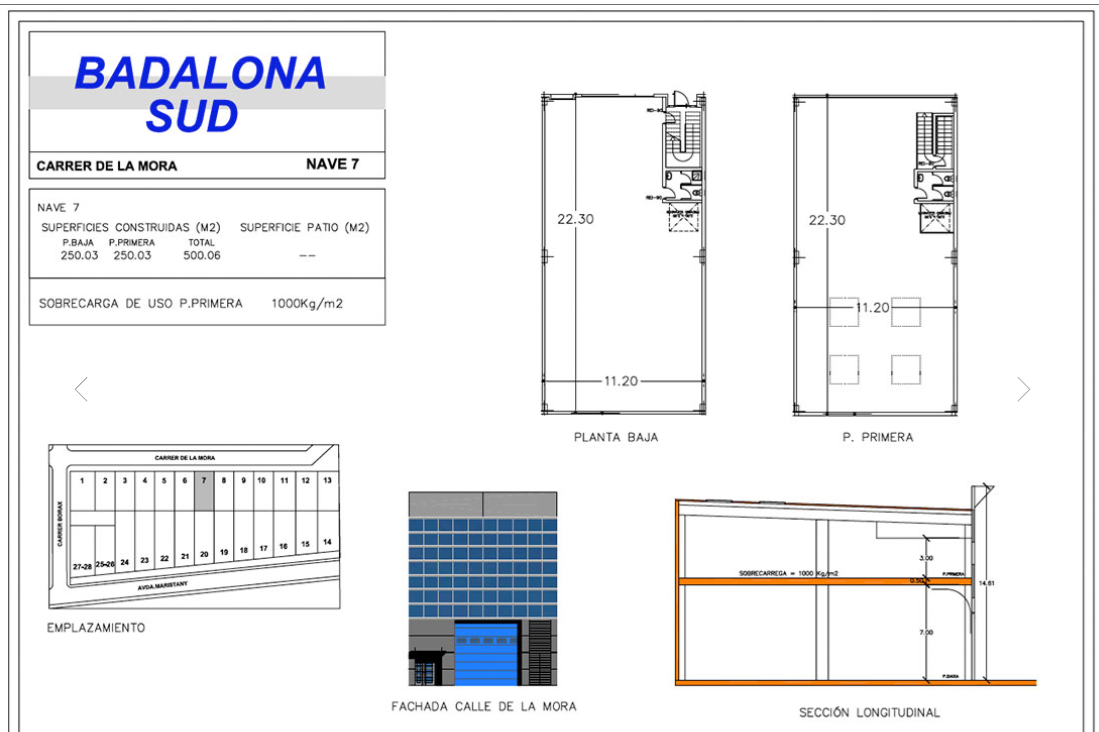 BADALONA
SUD
CARRER DE LA MORA NAVE 7
NAVE 7
SUPERFICIES CONSTRUIDAS (M2) SUPERFICIE PATIO (M2)
P.BAJA P.PRIMERA TOTAL
250.03 250.03 500.06 --
SOBRECARGA DE USO P.PRIMERA 1000Kg/m2
22.30
11.20
PLANTA BAJA
22.30
11.20
P. PRIMERA
CARRER DE LA MORA
CARRER BORAX
1 2 3 4 5 6 7 8 9 10 11 12 13
27-28 25-26 24 23 22 21 20 19 18 17 16 15 14
AVDA.MARISTANY
EMPLAZAMIENTO
FACHADA CALLE DE LA MORA
SOBRECARREGA = 1000 Kg/m2
3.00
P.PRIMERA
0.50
14.61
7.00
P.BAIXA
SECCIÓN LONGITUDINAL